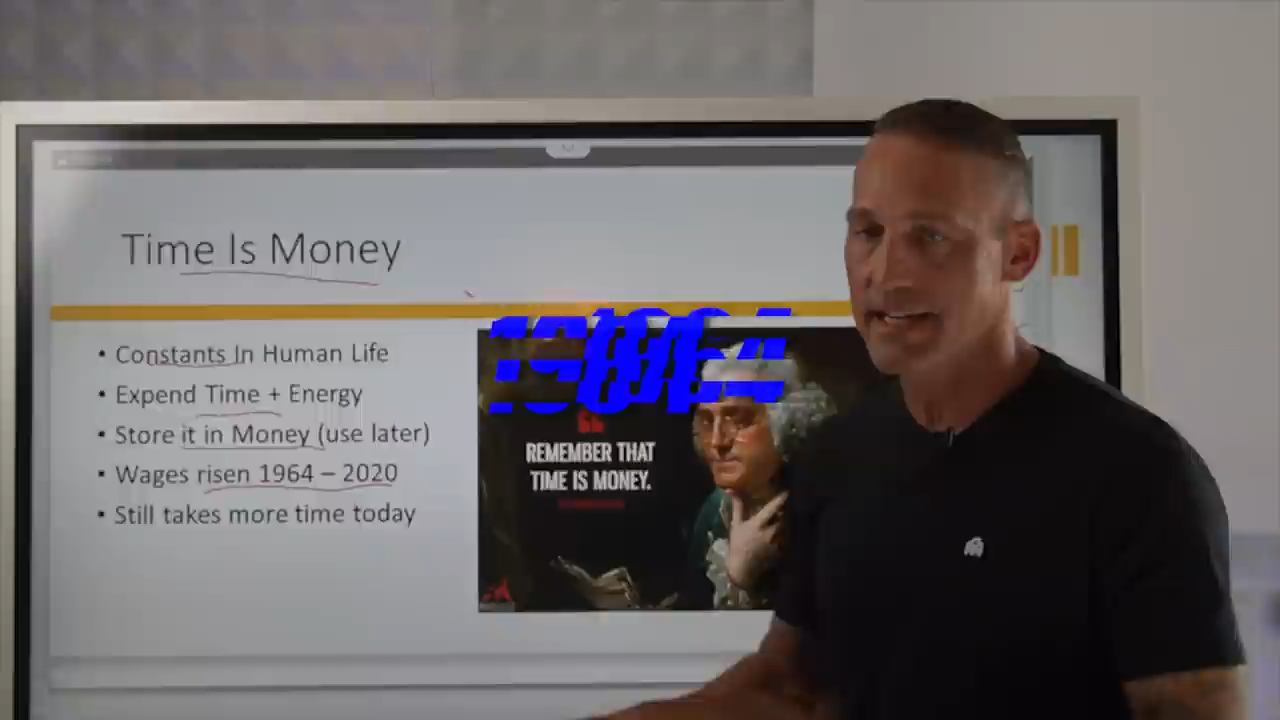 Time Is Money
• Constants In Human Life
• Expend Time + Energy
• Store it in Money (use later)
• Wages risen 1964 – 2020
• Still takes more time today
REMEMBER THAT
TIME IS MONEY.